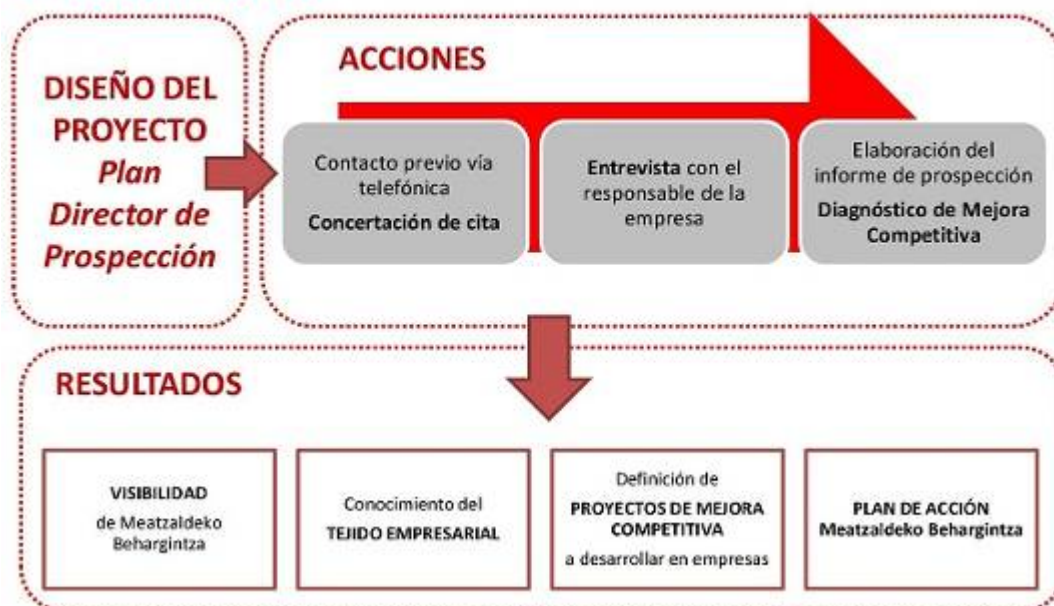 DISEÑO DEL
PROYECTO
Plan
Director de
Prospección
ACCIONES
Contacto previo vía
telefónica
Concertación de cita
Entrevista con el
responsable de la
empresa
Elaboración del
informe de prospección
Diagnóstico de Mejora
Competitiva
RESULTADOS
VISIBILIDAD
de Meatzaldeko
Behargintza
Conocimiento del
TEJIDO EMPRESARIAL
Definición de
PROYECTOS DE MEJORA
COMPETITIVA
a desarrollar en empresas
PLAN DE ACCIÓN
Meatzaldeko Behargintza